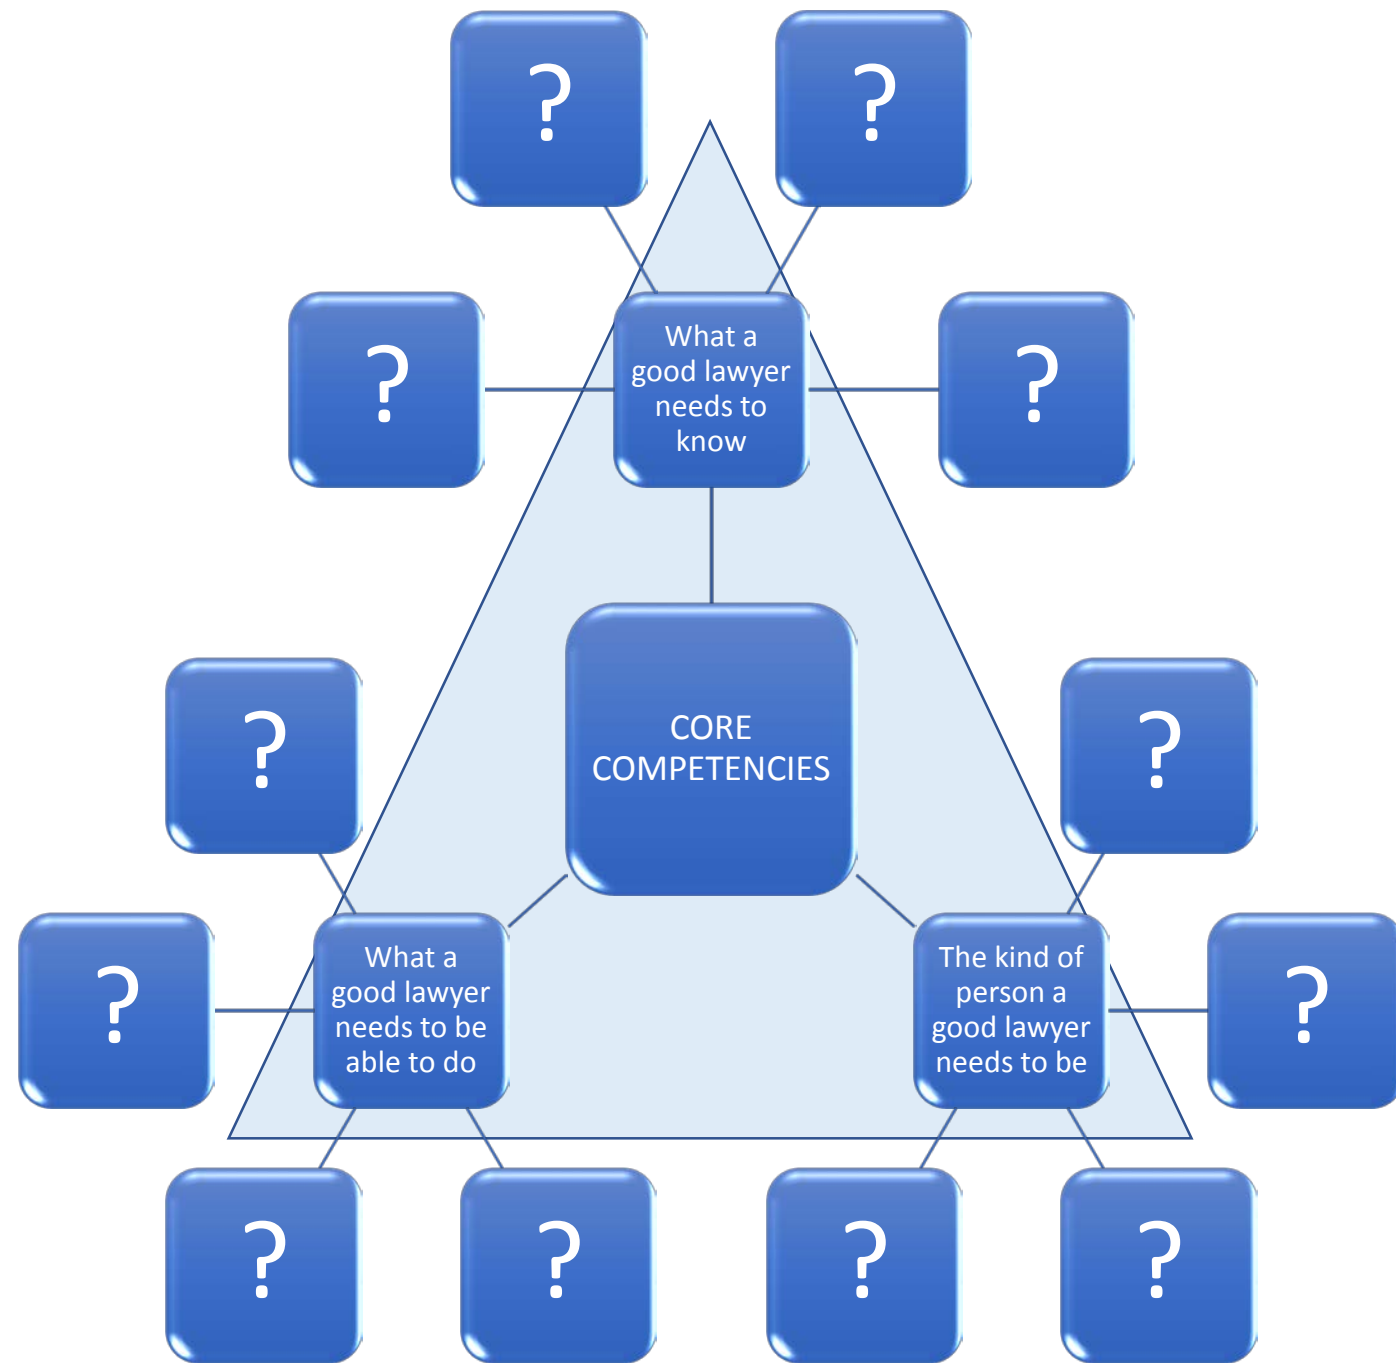 ?
?
?
What a
good lawyer
needs to
know
?
CORE
COMPETENCIES
?
?
?
What a
good lawyer
needs to be
able to do
The kind of
person a
good lawyer
needs to be
?
?
?
?
?